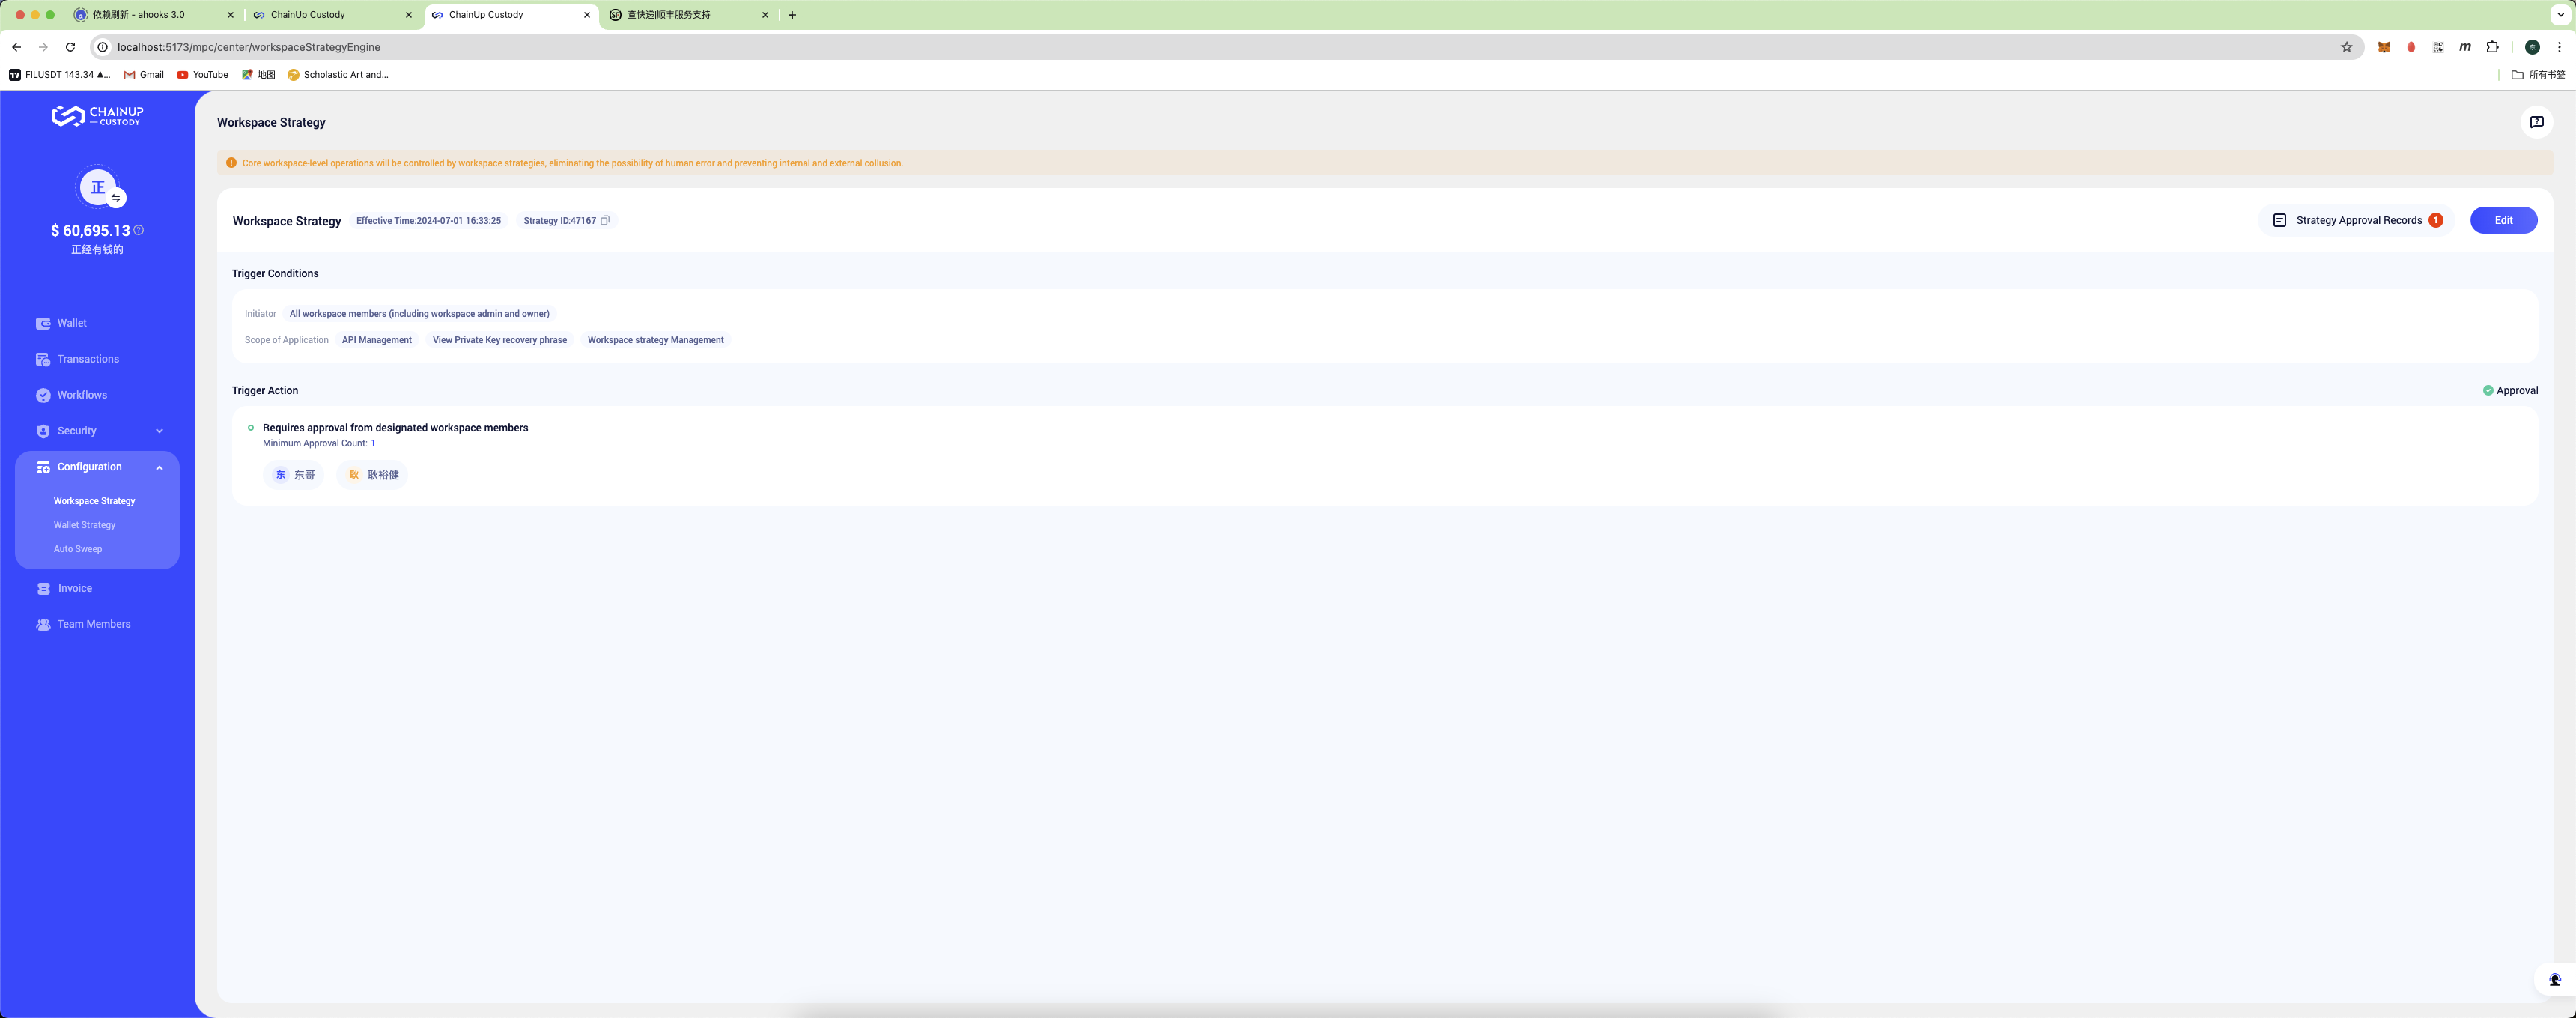 依赖刷新 - ahooks 3.0
ChainUp Custody
ChainUp Custody
查快递|顺丰服务支持
localhost:5173/mpc/center/workspaceStrategyEngine
FILUSDT 143.34 ▲...
Gmail
YouTube
地图
Scholastic Art and...
所有书签
CHAINUP
CUSTODY
正
$ 60,695.13
正经有钱的
Wallet
Transactions
Workflows
Security
Configuration
Workspace Strategy
Wallet Strategy
Auto Sweep
Invoice
Team Members
Workspace Strategy
Core workspace-level operations will be controlled by workspace strategies, eliminating the possibility of human error and preventing internal and external collusion.
Workspace Strategy Effective Time:2024-07-01 16:33:25 Strategy ID:47167
Strategy Approval Records 1
Edit
Trigger Conditions
Initiator All workspace members (including workspace admin and owner)
Scope of Application API Management View Private Key recovery phrase Workspace strategy Management
Trigger Action
Approval
Requires approval from designated workspace members
Minimum Approval Count: 1
东 东哥 耿 耿裕健